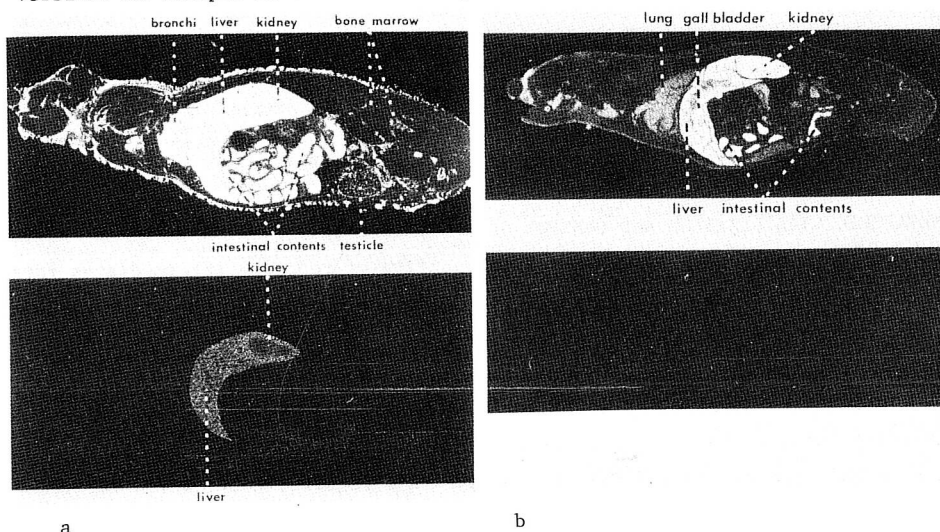 bronchi liver kidney bone marrow
intestinal contents testicle
kidney
liver
a
lung gall bladder kidney
liver intestinal contents
b